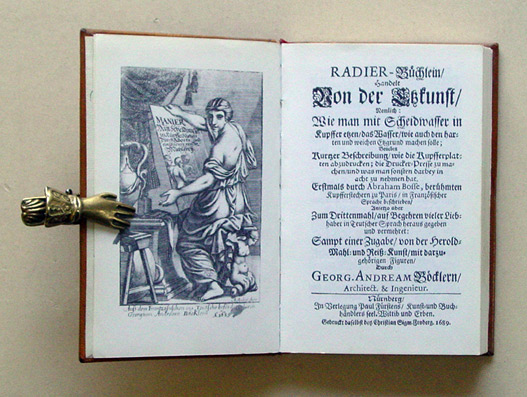 MANIER
RADIER-Büchlein/
Handelt
Von der Etzkunst/
Nemlich:
Wie man mit Scheidwasser in
Kupffer etzen/das Wasser/wie auch den har-
ten und weichen Etzgrund machen solle;
Benebens
Kurtzer Beschreibung/wie die Kupfferplat-
ten abzudrucken; die Drucker-Presse zu ma-
chen/und was man sonsten darbey in
acht zu nehmen hat.
Erstmals durch Abraham Bosse, berühmten
Kupfferstechern zu Paris/in Französischer
Sprach beschrieben/
Anietzo aber
Zum Drittenmahl/auf Begehren vieler Lieb-
haber in Teutscher Sprach heraus gegeben
und vermehret:
Sampt einer Zugabe/von der Herold-
Mahl- und Reiß-Kunst/mit darzu-
gehörigen Figuren/
Durch
GEORG. ANDREAM Böcklern/
Architect. & Ingenieur.
Nürnberg/
In Verlegung Paul Fürstens/Kunst-und Buch-
händlers seel. Wittib und Erben.
Gedruckt daselbst bey Christian Sigm. Froberg. 1689.